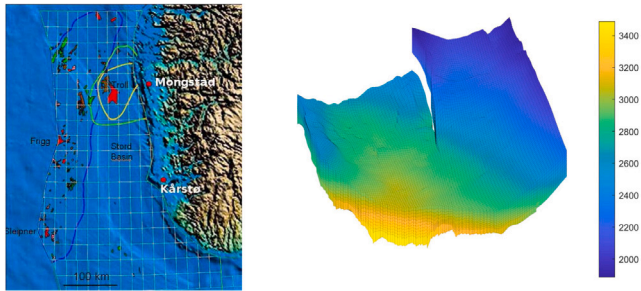 Troll
Mongstad
Frigg
Stord
Basin
Kårstø
Sleipner
100 km
3400
3200
3000
2800
2600
2400
2200
2000